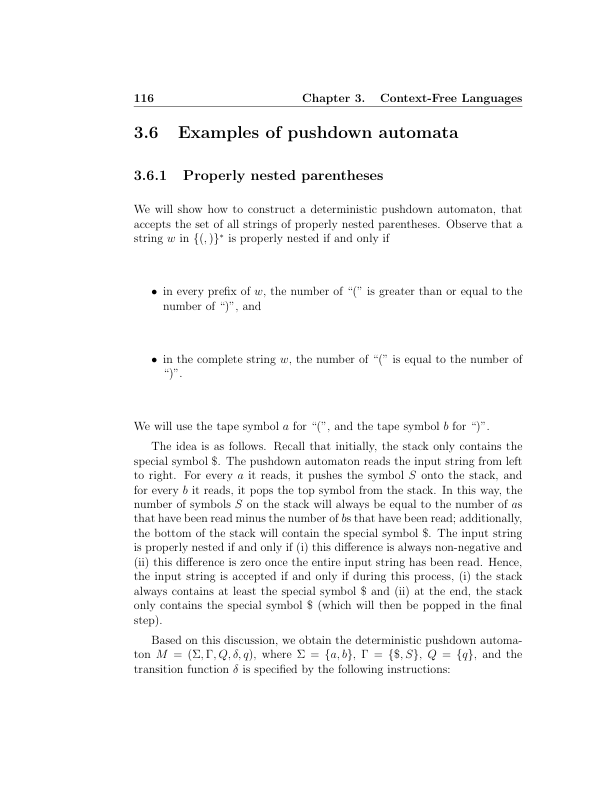 116 Chapter 3. Context-Free Languages
3.6 Examples of pushdown automata
3.6.1 Properly nested parentheses
We will show how to construct a deterministic pushdown automaton, that
accepts the set of all strings of properly nested parentheses. Observe that a
string w in {(, )}* is properly nested if and only if
• in every prefix of w, the number of “(” is greater than or equal to the
number of “)”, and
• in the complete string w, the number of “(” is equal to the number of
“)”.
We will use the tape symbol a for “(”, and the tape symbol b for “)”.
The idea is as follows. Recall that initially, the stack only contains the
special symbol $. The pushdown automaton reads the input string from left
to right. For every a it reads, it pushes the symbol S onto the stack, and
for every b it reads, it pops the top symbol from the stack. In this way, the
number of symbols S on the stack will always be equal to the number of as
that have been read minus the number of bs that have been read; additionally,
the bottom of the stack will contain the special symbol $. The input string
is properly nested if and only if (i) this difference is always non-negative and
(ii) this difference is zero once the entire input string has been read. Hence,
the input string is accepted if and only if during this process, (i) the stack
always contains at least the special symbol $ and (ii) at the end, the stack
only contains the special symbol $ (which will then be popped in the final
step).
Based on this discussion, we obtain the deterministic pushdown automa-
ton M = (Σ, Γ, Q, δ, q), where Σ = {a, b}, Γ = {$, S}, Q = {q}, and the
transition function δ is specified by the following instructions: